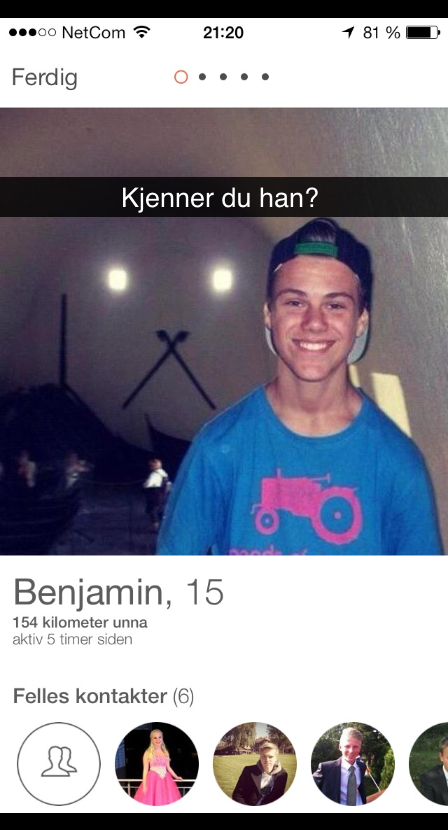 NetCom 21:20 81 %
Ferdig
Kjenner du han?
Benjamin, 15
154 kilometer unna
aktiv 5 timer siden
Felles kontakter (6)